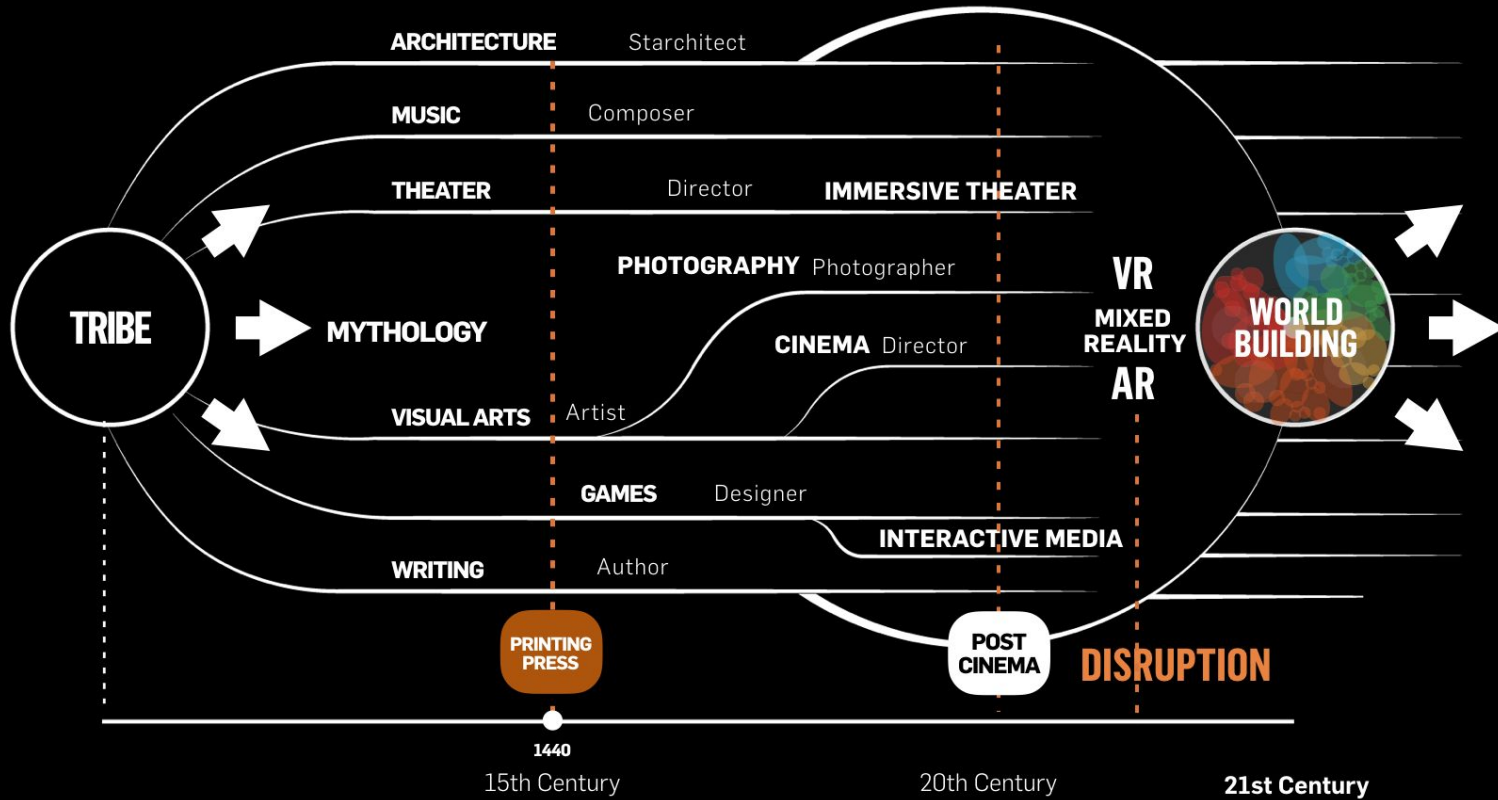 ARCHITECTURE Starchitect
MUSIC Composer
THEATER Director IMMERSIVE THEATER
PHOTOGRAPHY Photographer
TRIBE
MYTHOLOGY
CINEMA Director
VR
MIXED
REALITY
AR
WORLD
BUILDING
VISUAL ARTS Artist
GAMES Designer
INTERACTIVE MEDIA
WRITING Author
PRINTING
PRESS
POST
CINEMA
DISRUPTION
1440
15th Century 20th Century 21st Century